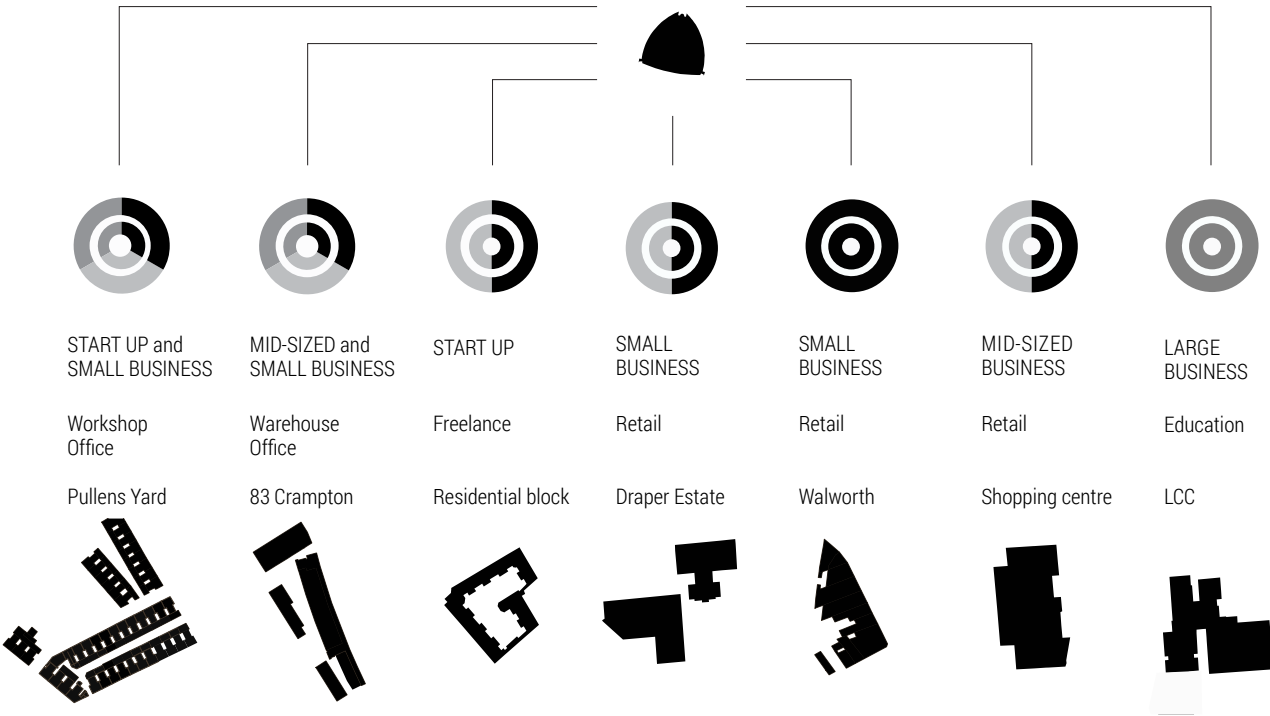 START UP and
SMALL BUSINESS
Workshop
Office
Pullens Yard
MID-SIZED and
SMALL BUSINESS
Warehouse
Office
83 Crampton
START UP
Freelance
Residential block
SMALL
BUSINESS
Retail
Draper Estate
SMALL
BUSINESS
Retail
Walworth
MID-SIZED
BUSINESS
Retail
Shopping centre
LARGE
BUSINESS
Education
LCC